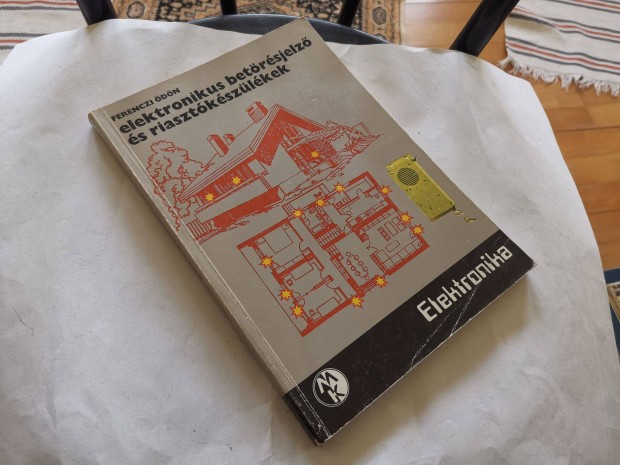 FERENCZI ÖDÖN
elektronikus betörésjelző
és riasztókészülékek
Elektronika
MK